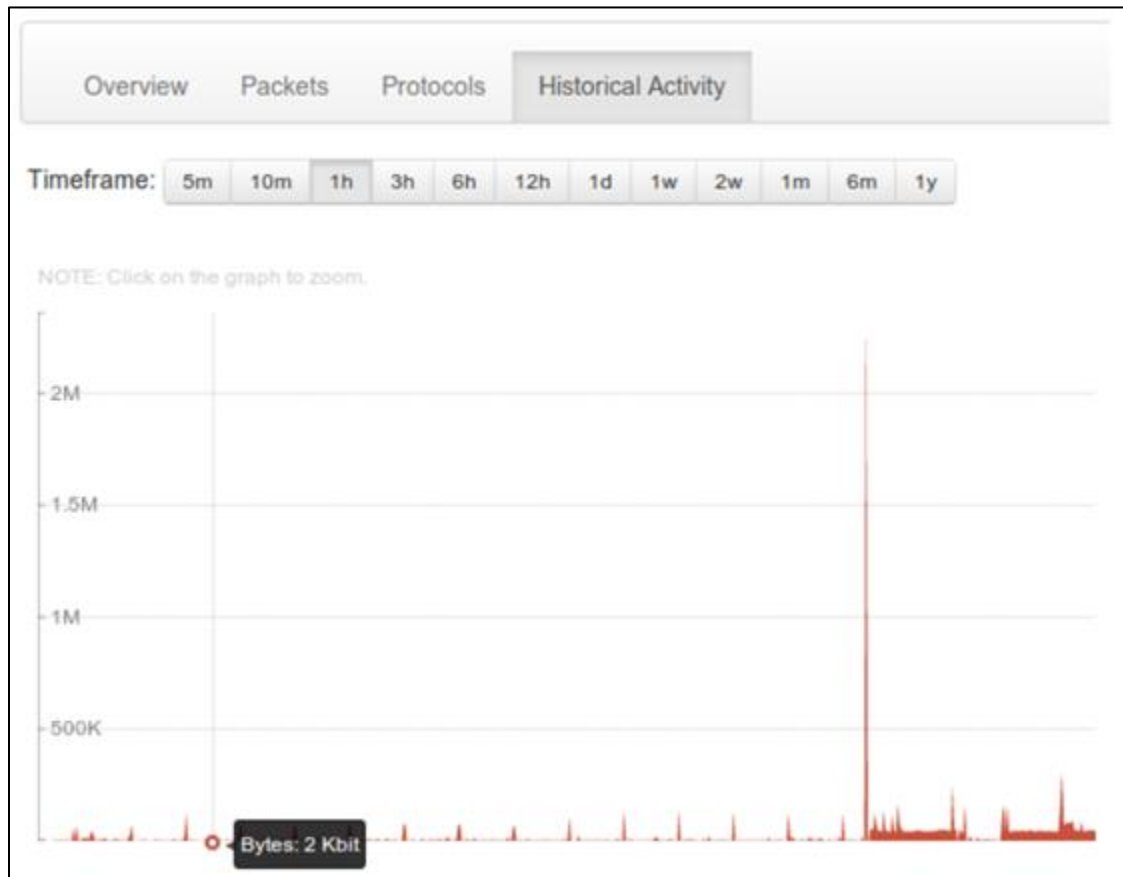 Overview Packets Protocols Historical Activity
Timeframe: 5m 10m 1h 3h 6h 12h 1d 1w 2w 1m 6m 1y
NOTE: Click on the graph to zoom.
2M
1.5M
1M
500K
Bytes: 2 Kbit